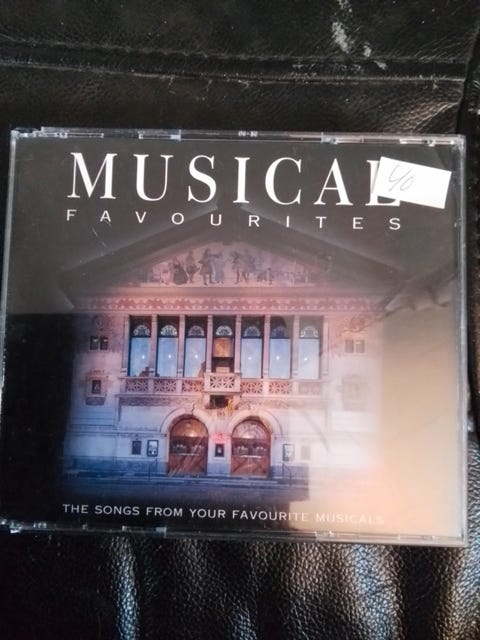 MUSICAL
40
FAVOURITES
THE SONGS FROM YOUR FAVOURITE MUSICALS